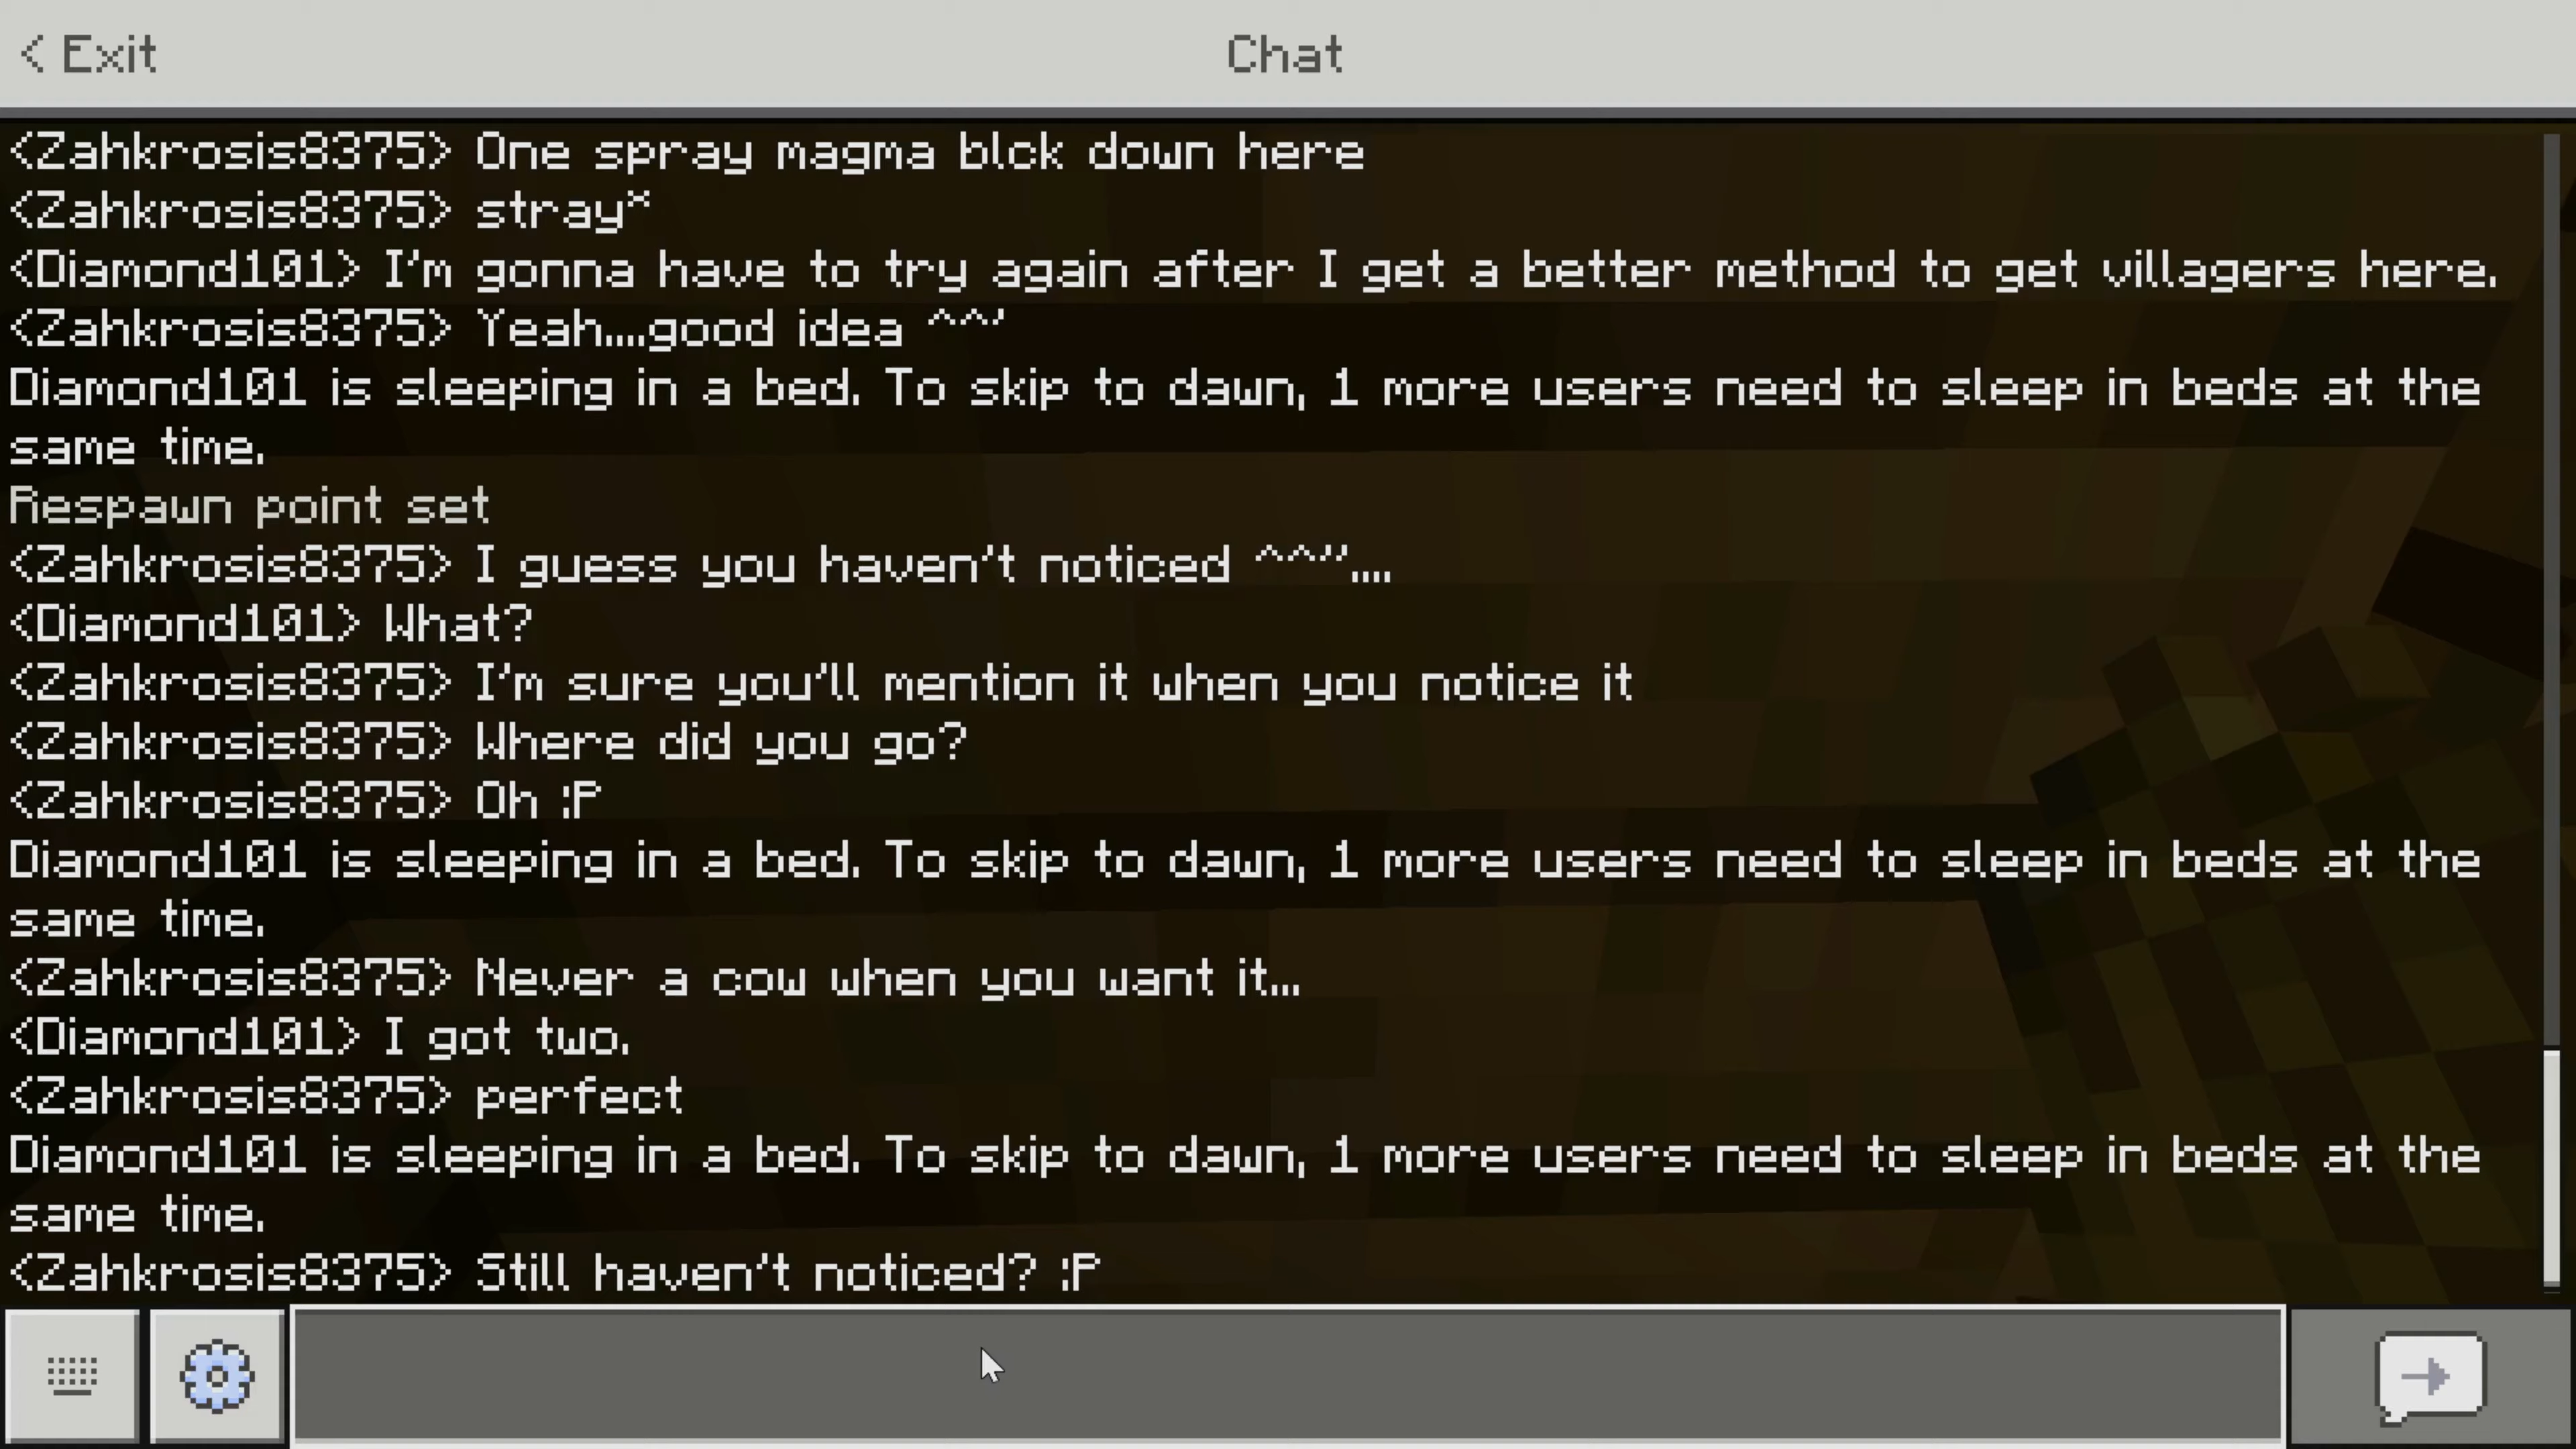 < Exit
Chat
<Zahkrosis8375> One spray magma blck down here
<Zahkrosis8375> stray*
<Diamond101> I'm gonna have to try again after I get a better method to get villagers here.
<Zahkrosis8375> Yeah....good idea ^^'
Diamond101 is sleeping in a bed. To skip to dawn, 1 more users need to sleep in beds at the
same time.
Respawn point set
<Zahkrosis8375> I guess you haven't noticed ^^"....
<Diamond101> What?
<Zahkrosis8375> I'm sure you'll mention it when you notice it
<Zahkrosis8375> Where did you go?
<Zahkrosis8375> Oh :P
Diamond101 is sleeping in a bed. To skip to dawn, 1 more users need to sleep in beds at the
same time.
<Zahkrosis8375> Never a cow when you want it...
<Diamond101> I got two.
<Zahkrosis8375> perfect
Diamond101 is sleeping in a bed. To skip to dawn, 1 more users need to sleep in beds at the
same time.
<Zahkrosis8375> Still haven't noticed? :P